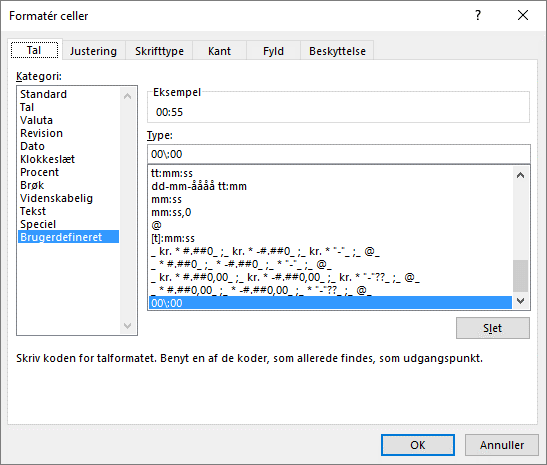 Formatér celler
?
Tal
Justering
Skrifttype
Kant
Fyld
Beskyttelse
Kategori:
Standard
Tal
Valuta
Revision
Dato
Klokkeslæt
Procent
Brøk
Videnskabelig
Tekst
Speciel
Brugerdefineret
Eksempel
00:55
Type:
00\:00
tt:mm:ss
dd-mm-åååå tt:mm
mm:ss
mm:ss,0
@
[t]:mm:ss
_ kr. * #.##0_ ;_ kr. * -#.##0_ ;_ kr. * "-"_ ;_ @_
_ * #.##0_ ;_ * -#.##0_ ;_ * "-"_ ;_ @_
_ kr. * #.##0,00_ ;_ kr. * -#.##0,00_ ;_ kr. * "-"??_ ;_ @_
_ * #.##0,00_ ;_ * -#.##0,00_ ;_ * "-"??_ ;_ @_
00\:00
Slet
Skriv koden for talformatet. Benyt en af de koder, som allerede findes, som udgangspunkt.
OK
Annuller